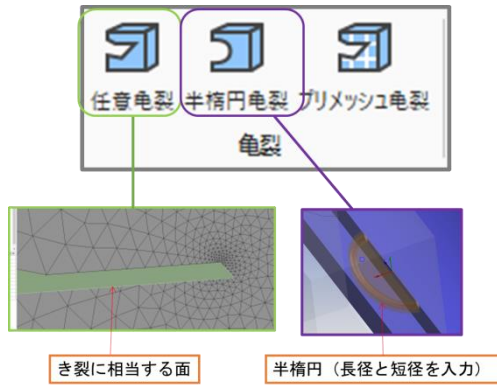 任意亀裂 半楕円亀裂 プリメッシュ亀裂
亀裂
き裂に相当する面
半楕円（長径と短径を入力）